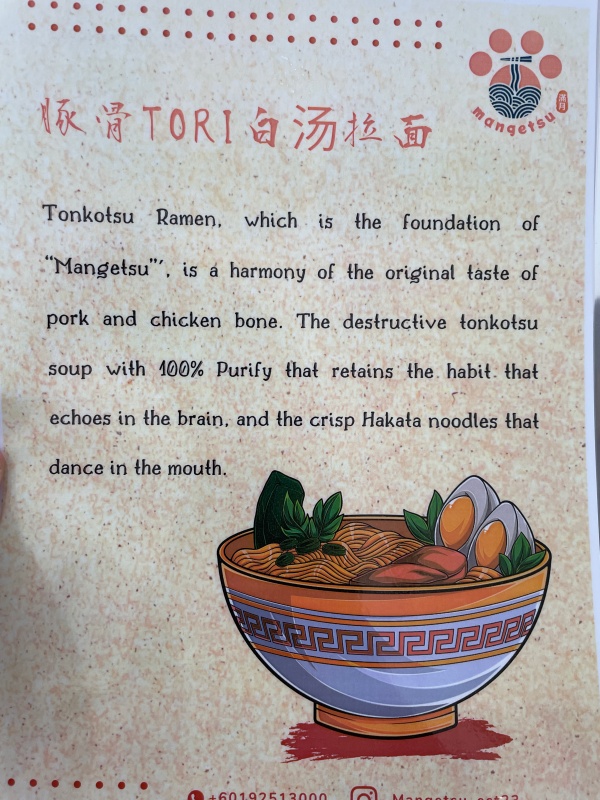 mangetsu
満月
豚骨TORI白汤拉面
Tonkotsu Ramen, which is the foundation of
“Mangetsu”’, is a harmony of the original taste of
pork and chicken bone. The destructive tonkotsu
soup with 100% Purify that retains the habit that
echoes in the brain, and the crisp Hakata noodles that
dance in the mouth.
+60192513000
Mangetsu_est23